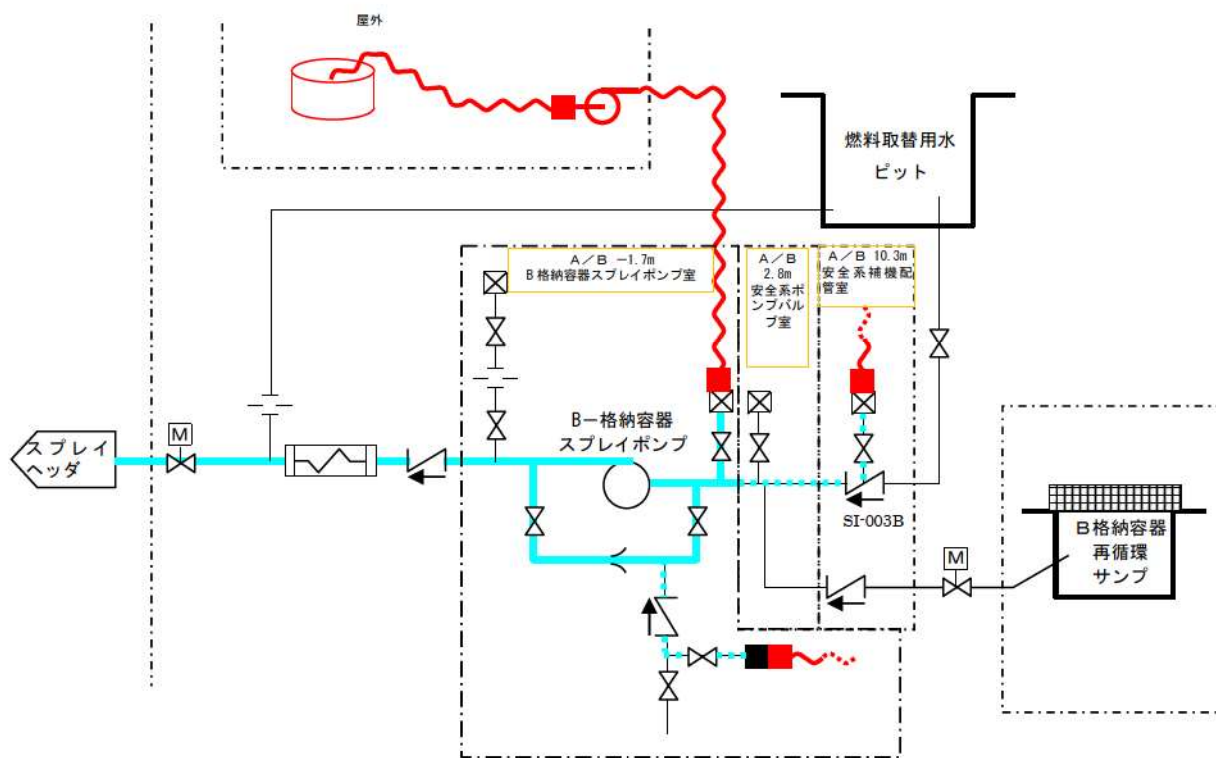 屋外
燃料取替用水
ピット
A/B -1.7m
B格納容器スプレイポンプ室
A/B
2.8m
安全系ポ
ンプバル
ブ室
A/B 10.3m
安全系補機配
管室
B-格納容器
スプレイポンプ
M
スプレイ
ヘッダ
SI-003B
M
B格納容器
再循環
サンプ